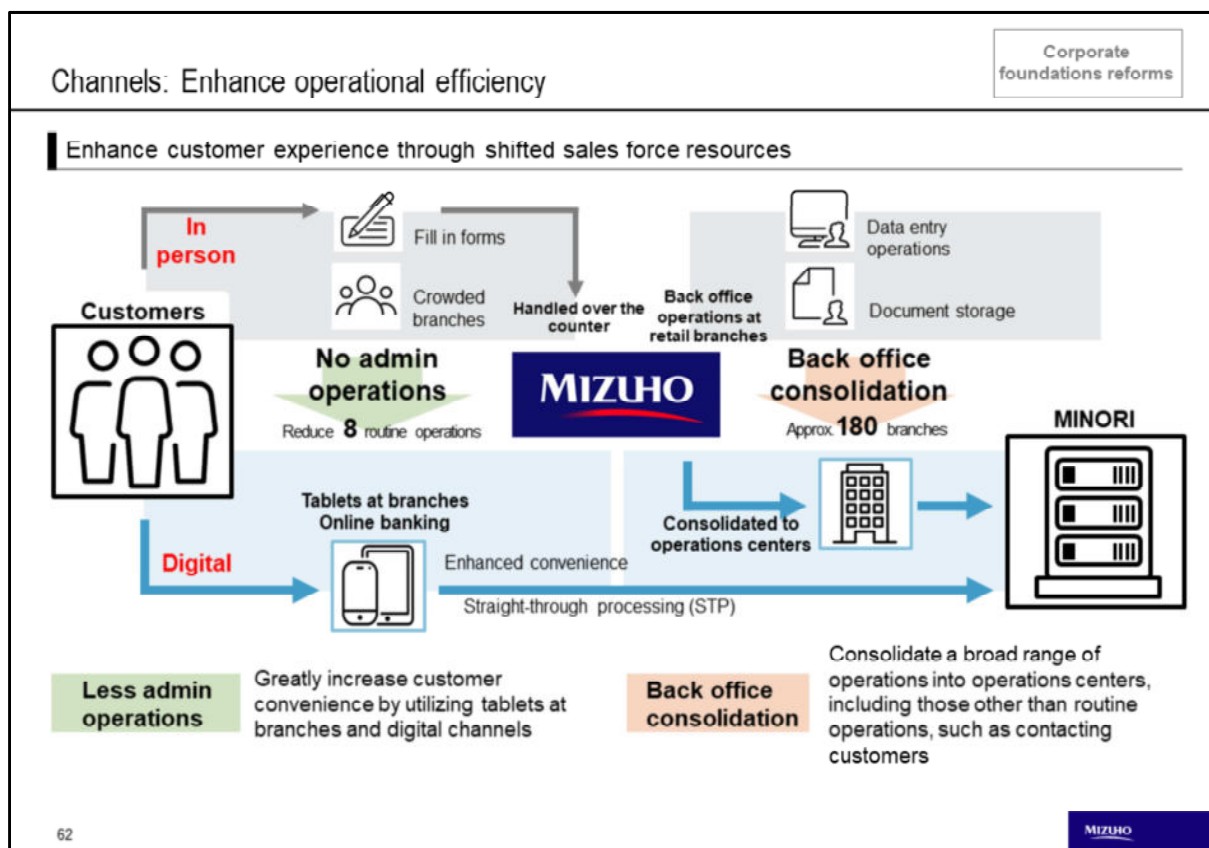 Channels: Enhance operational efficiency
Corporate
foundations reforms
Enhance customer experience through shifted sales force resources
In
person
Fill in forms
Crowded
branches
Handled over the
counter
Back office
operations at
retail branches
Data entry
operations
Document storage
Customers
No admin
operations
Reduce 8 routine operations
MIZUHO
Back office
consolidation
Approx. 180 branches
MINORI
Tablets at branches
Online banking
Consolidated to
operations centers
Digital
Enhanced convenience
Straight-through processing (STP)
Less admin
operations
Greatly increase customer
convenience by utilizing tablets at
branches and digital channels
Back office
consolidation
Consolidate a broad range of
operations into operations centers,
including those other than routine
operations, such as contacting
customers
62
MIZUHO